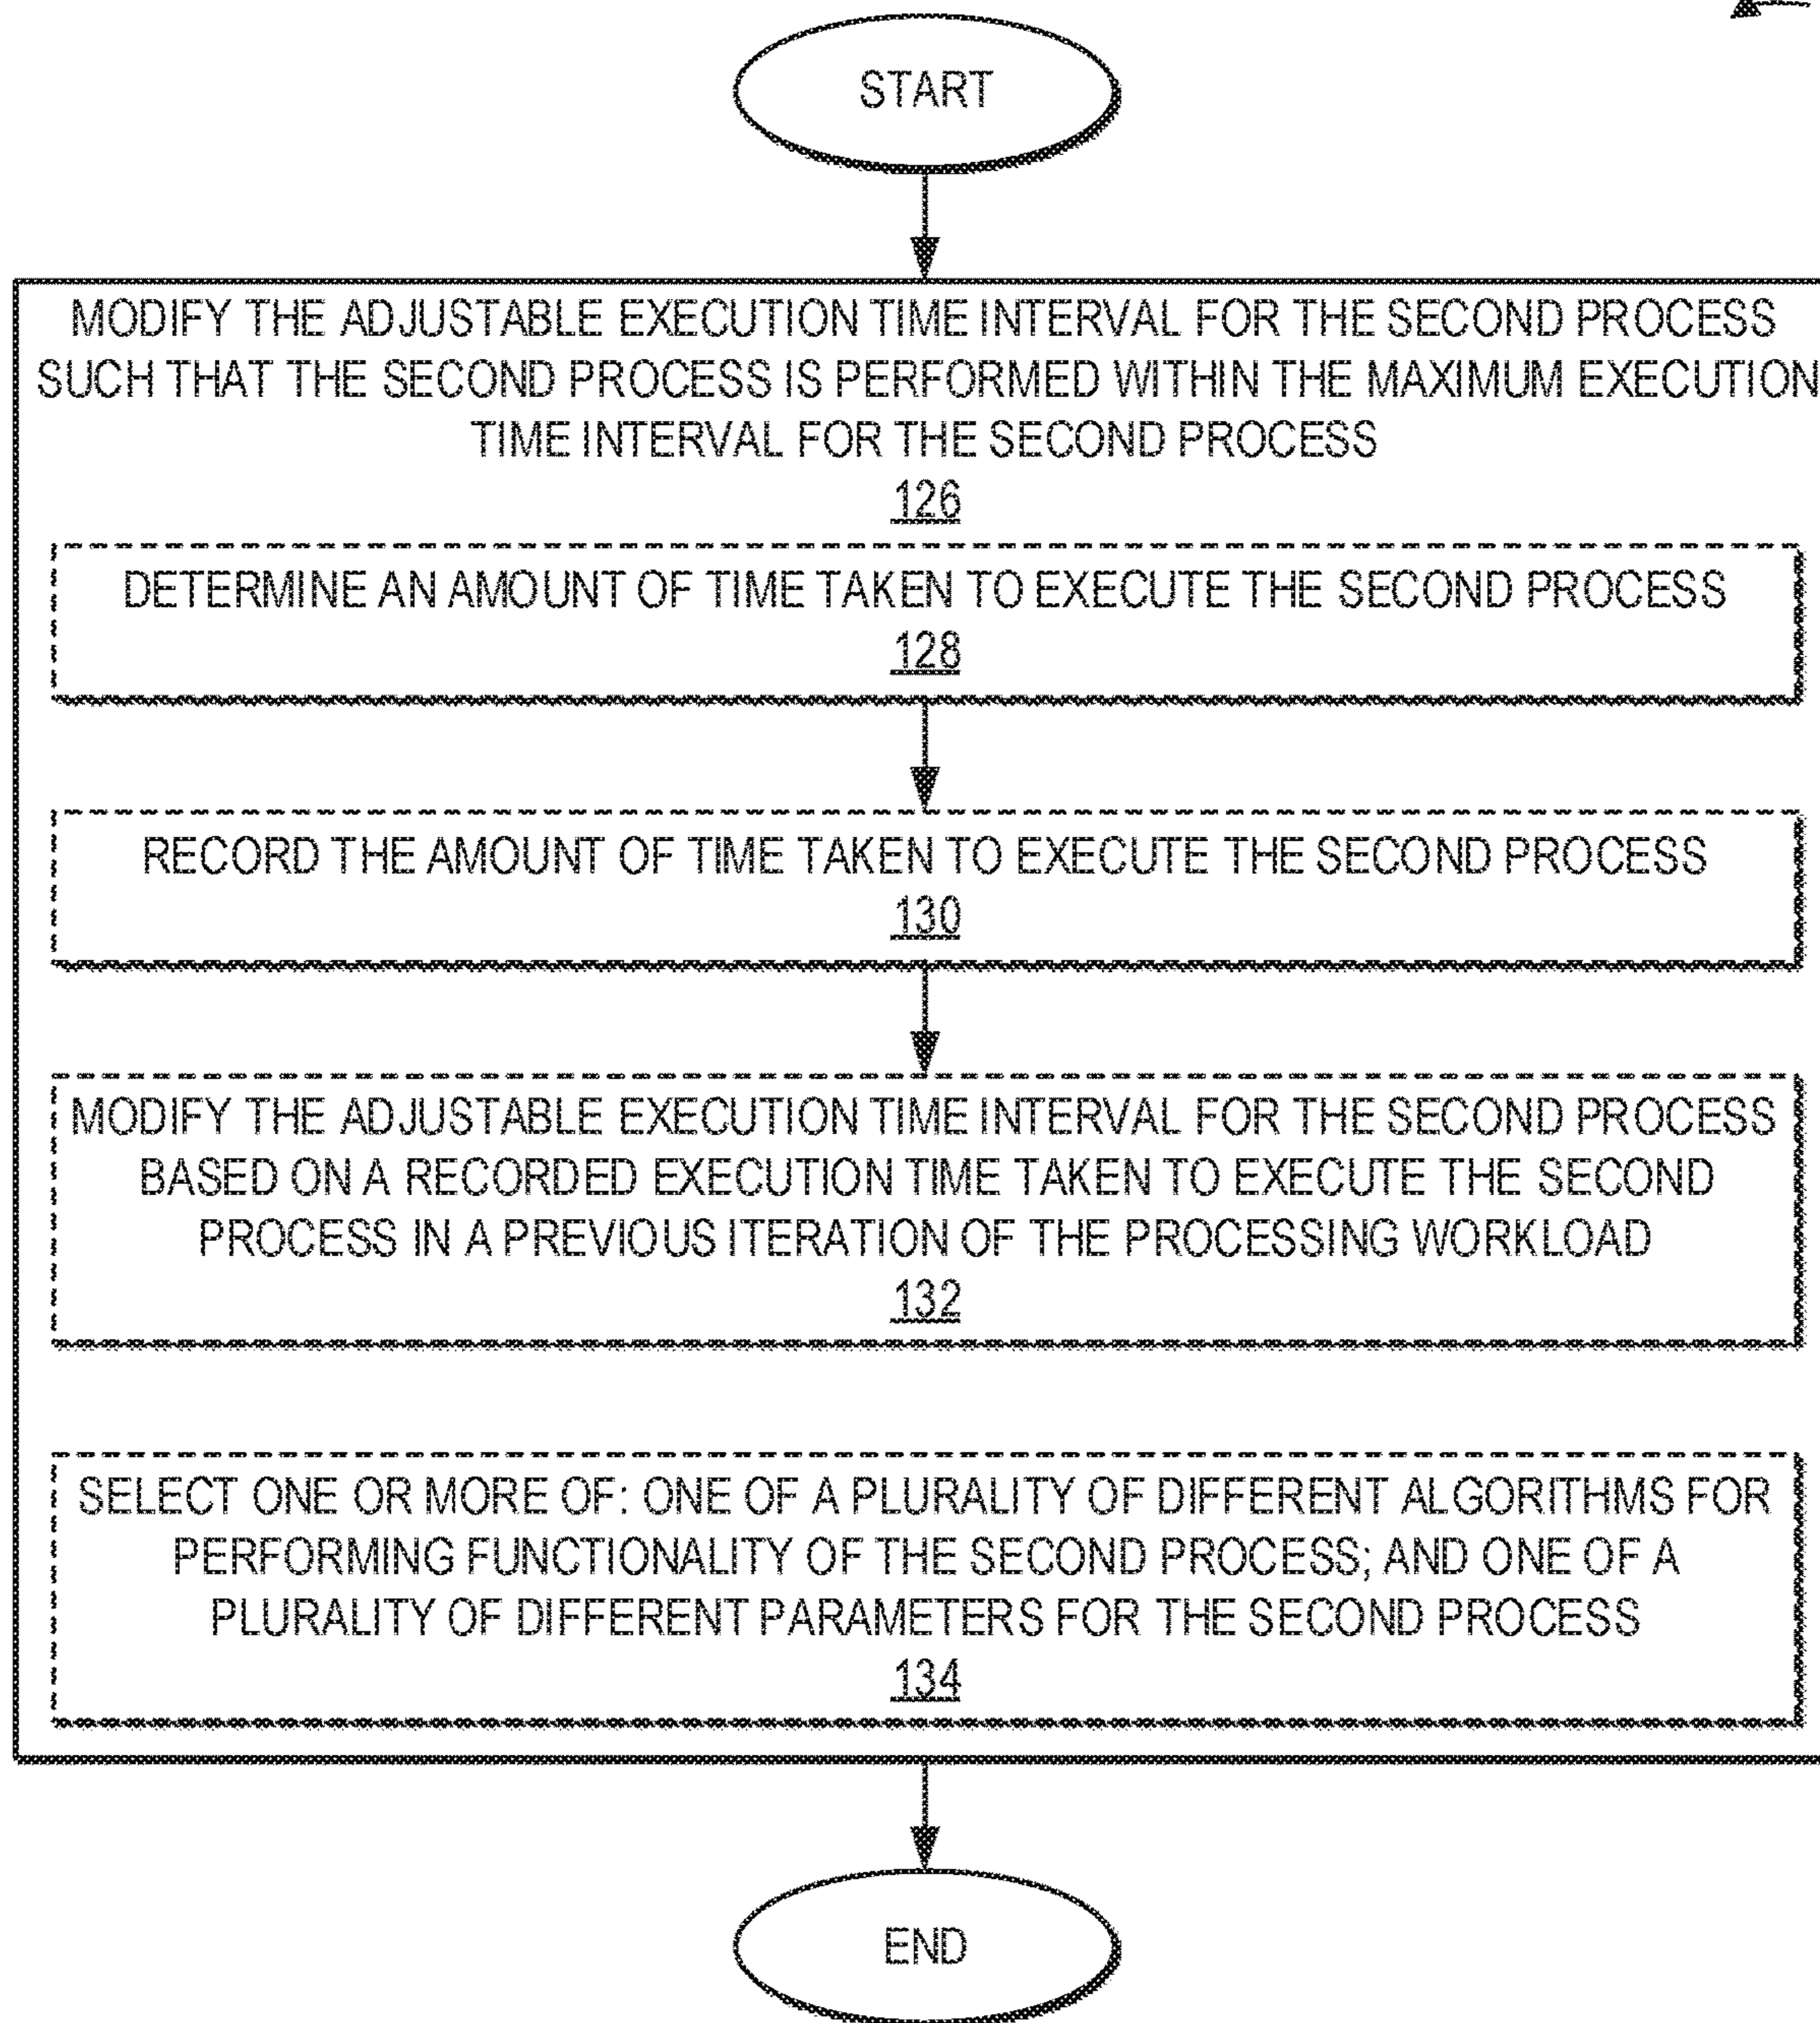 START
MODIFY THE ADJUSTABLE EXECUTION TIME INTERVAL FOR THE SECOND PROCESS
SUCH THAT THE SECOND PROCESS IS PERFORMED WITHIN THE MAXIMUM EXECUTION
TIME INTERVAL FOR THE SECOND PROCESS
126
DETERMINE AN AMOUNT OF TIME TAKEN TO EXECUTE THE SECOND PROCESS
128
RECORD THE AMOUNT OF TIME TAKEN TO EXECUTE THE SECOND PROCESS
130
MODIFY THE ADJUSTABLE EXECUTION TIME INTERVAL FOR THE SECOND PROCESS
BASED ON A RECORDED EXECUTION TIME TAKEN TO EXECUTE THE SECOND
PROCESS IN A PREVIOUS ITERATION OF THE PROCESSING WORKLOAD
132
SELECT ONE OR MORE OF: ONE OF A PLURALITY OF DIFFERENT ALGORITHMS FOR
PERFORMING FUNCTIONALITY OF THE SECOND PROCESS; AND ONE OF A
PLURALITY OF DIFFERENT PARAMETERS FOR THE SECOND PROCESS
134
END